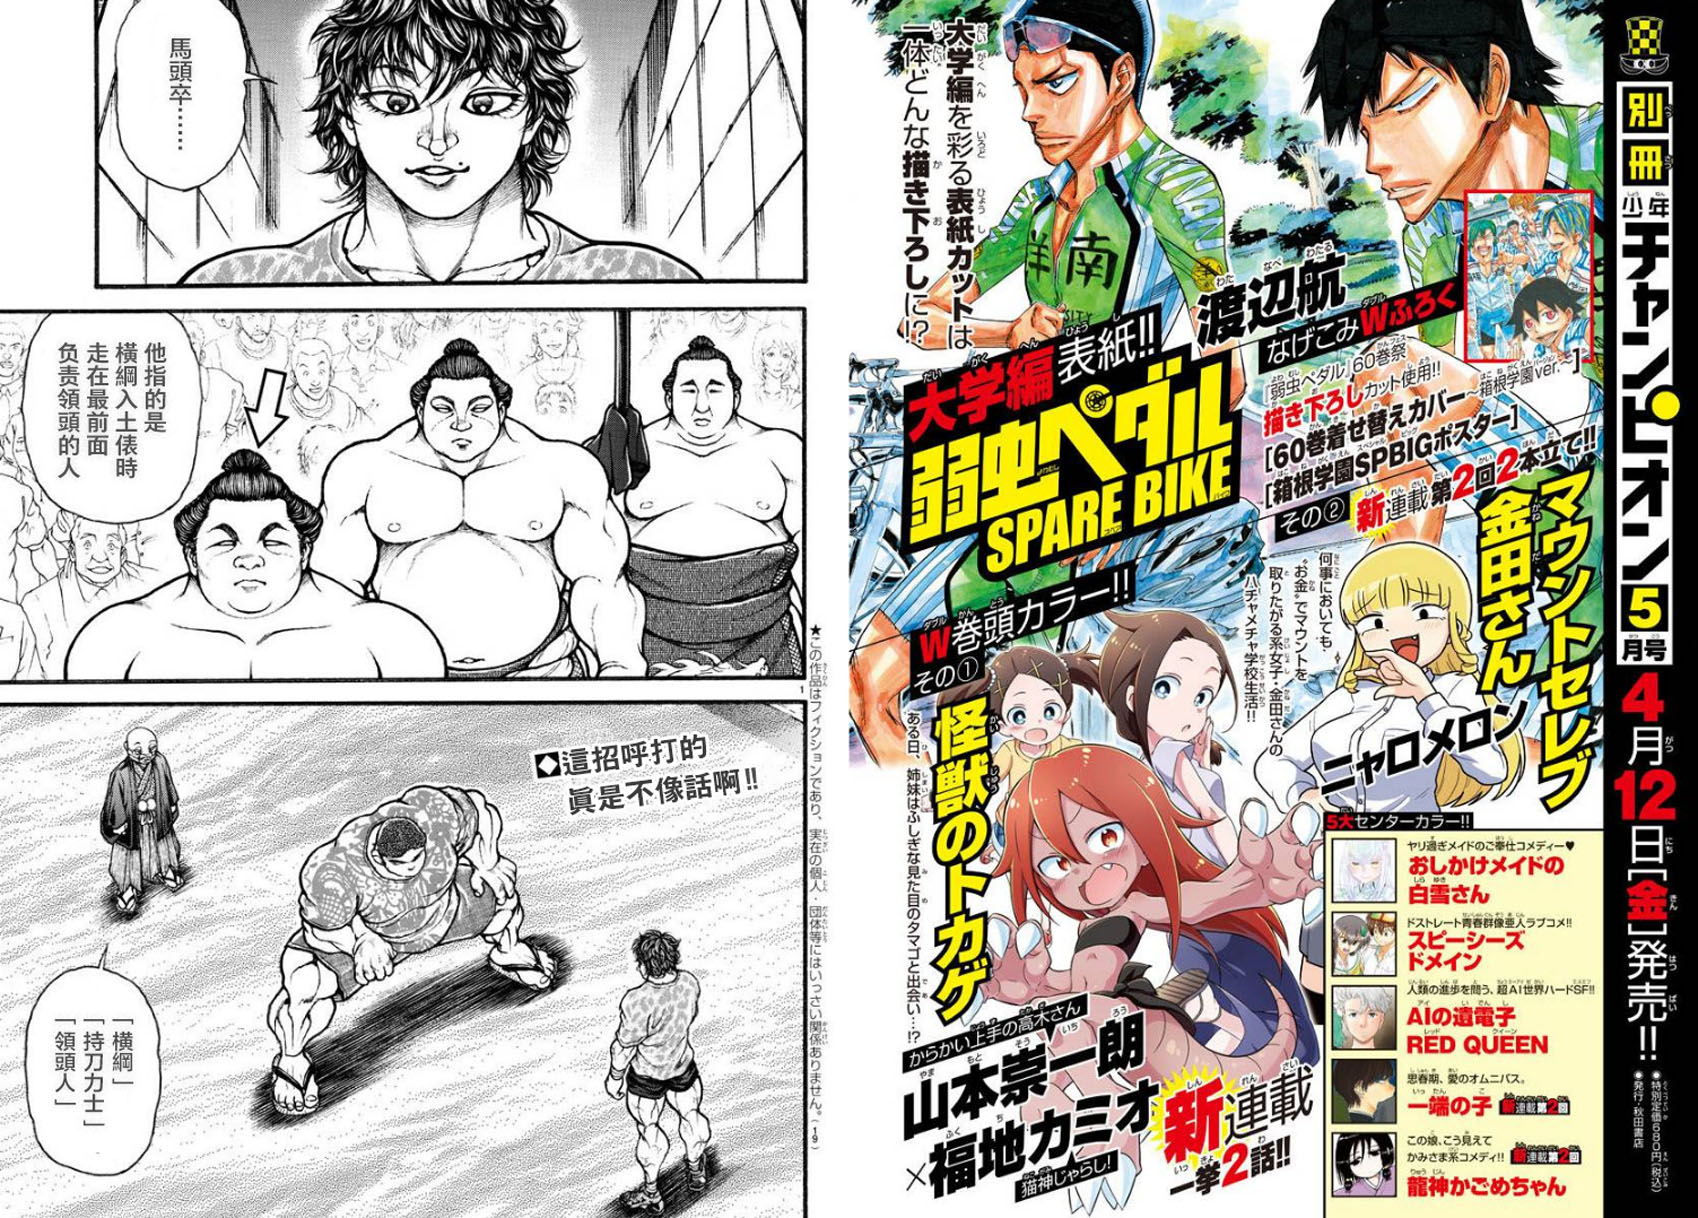 別冊
少年チャンピオン
5月号
4月12日[金]発売!!
●特別定価680円(税込)
●発行・秋田書店
大学編を彩る表紙カットは
一体どんな描き下ろしに!?
南
渡辺航
大学編表紙!!
弱虫ペダル
SPARE BIKE
なげこみWふろく
『弱虫ペダル』60巻祭
描き下ろしカット使用!!
[60巻着せ替えカバー〜箱根学園ver.〜]
[箱根学園SPBIGポスター]
W巻頭カラー!!
その②
新連載第2回2本立て!!
マウントセレブ
金田さん
ニャロメロン
何事においても
"お金"でマウントを
取りたがる系女子・金田さんの
ハチャメチャ学校生活!!
その①
怪獣のトカゲ
ある日、姉妹はふしぎな見た目のタマゴと出会い…!?
からかい上手の高木さん
山本崇一朗
×福地カミオ
猫神じゃらし!
新連載
一挙2話!!
5大センターカラー!!
ヤリ過ぎメイドのご奉仕コメディー♥
おしかけメイドの
白雪さん
ドストレート青春群像亜人ラブコメ!!
スピーシーズ
ドメイン
人類の進歩を問う、超AI世界ハードSF!!
AIの遺電子
RED QUEEN
思春期、愛のオムニバス。
一端の子
新連載第2回
この娘、こう見えて
かみさま系コメディ!!
新連載第2回
龍神かごめちゃん
馬頭卒……
他指的是
橫綱入土俵時
走在最前面
负责領頭的人
★この作品はフィクションであり、実在の個人、団体等にはいっさい関係ありません。(19)
1
這招呼打的
眞是不像話啊!!
「橫綱」
「持刀力士」
「領頭人」